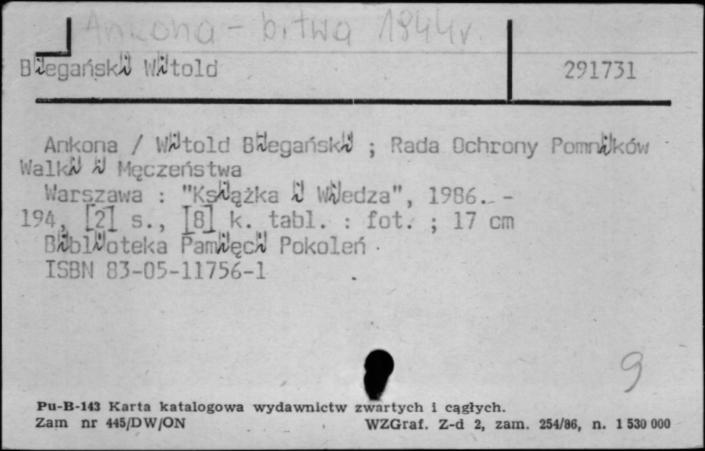 Ankona - bitwa 1944r.
Biegański Witold 291731
Ankona / Witold Biegański ; Rada Ochrony Pomników
Walki i Męczeństwa
Warszawa : "Książka i Wiedza", 1986. -
194, [2] s., [8] k. tabl. : fot. ; 17 cm
Biblioteka Pamięci Pokoleń
ISBN 83-05-11756-1
9
Pu-B-143 Karta katalogowa wydawnictw zwartych i cągłych.
Zam nr 445/DW/ON WZGraf. Z-d 2, zam. 254/86, n. 1 530 000